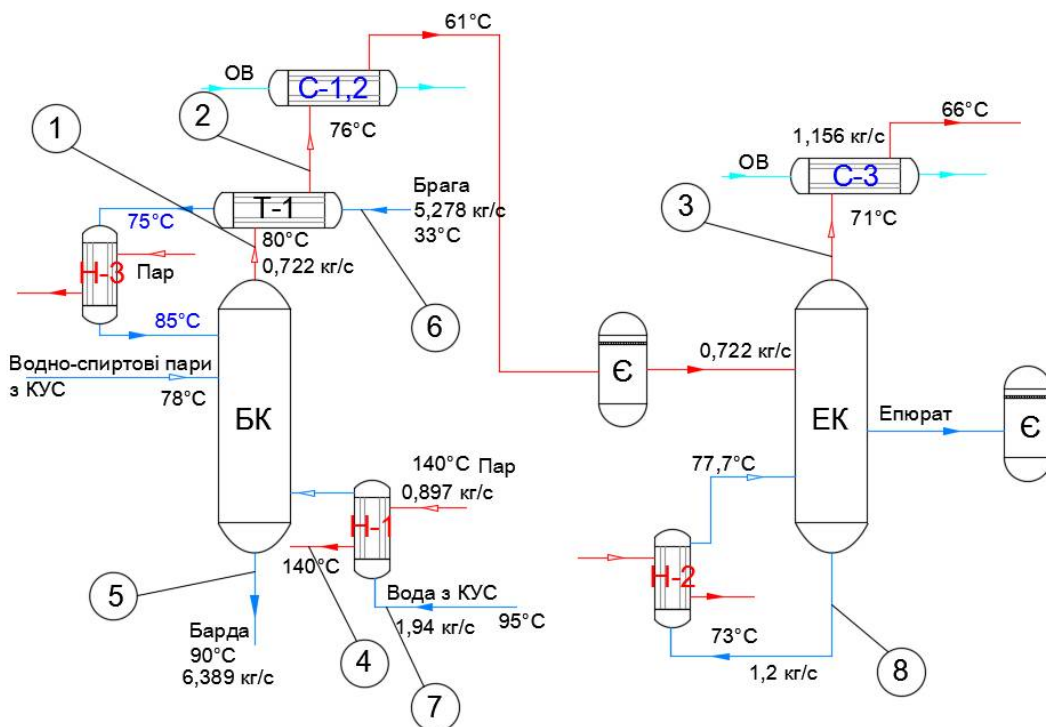 61°С
ОВ
С-1,2
2
76°С
1
66°С
1,156 кг/с
ОВ
С-3
71°С
3
Т-1
Брага
5,278 кг/с
33°С
75°С
80°С
0,722 кг/с
Н-3
Пар
85°С
6
Водно-спиртові пари
з КУС
78°С
БК
Є
0,722 кг/с
ЕК
Епюрат
Є
140°С Пар
0,897 кг/с
Н-1
140°С
77,7°С
Н-2
5
Вода з КУС
95°С
1,94 кг/с
Барда
90°С
6,389 кг/с
4
7
73°С
1,2 кг/с
8